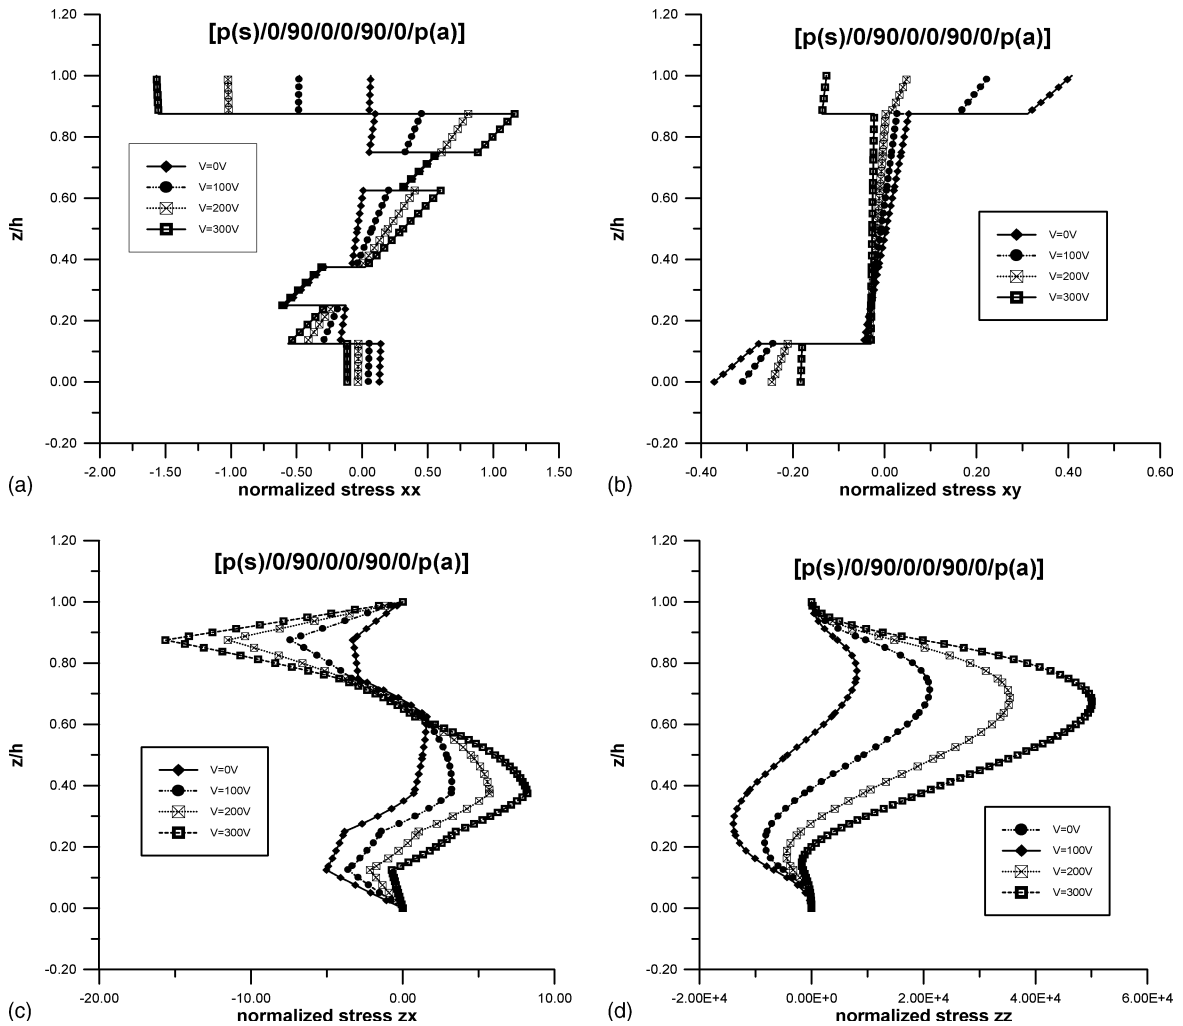 [p(s)/0/90/0/0/90/0/p(a)]
1.20
1.00
0.80
0.60
0.40
0.20
0.00
-0.20
z/h
V=0V
V=100V
V=200V
V=300V
-2.00 -1.50 -1.00 -0.50 0.00 0.50 1.00 1.50
normalized stress xx
(a)
[p(s)/0/90/0/0/90/0/p(a)]
1.20
1.00
0.80
0.60
0.40
0.20
0.00
-0.20
z/h
V=0V
V=100V
V=200V
V=300V
-0.40 -0.20 0.00 0.20 0.40 0.60
normalized stress xy
(b)
[p(s)/0/90/0/0/90/0/p(a)]
1.20
1.00
0.80
0.60
0.40
0.20
0.00
-0.20
z/h
V=0V
V=100V
V=200V
V=300V
-20.00 -10.00 0.00 10.00
normalized stress zx
(c)
[p(s)/0/90/0/0/90/0/p(a)]
1.20
1.00
0.80
0.60
0.40
0.20
0.00
-0.20
z/h
V=0V
V=100V
V=200V
V=300V
-2.00E+4 0.00E+0 2.00E+4 4.00E+4 6.00E+4
normalized stress zz
(d)